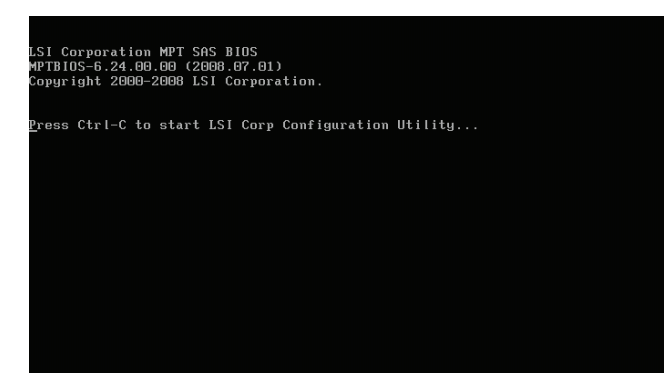 LSI Corporation MPT SAS BIOS
MPTBIOS-6.24.00.00 (2008.07.01)
Copyright 2000-2008 LSI Corporation.
Press Ctrl-C to start LSI Corp Configuration Utility...